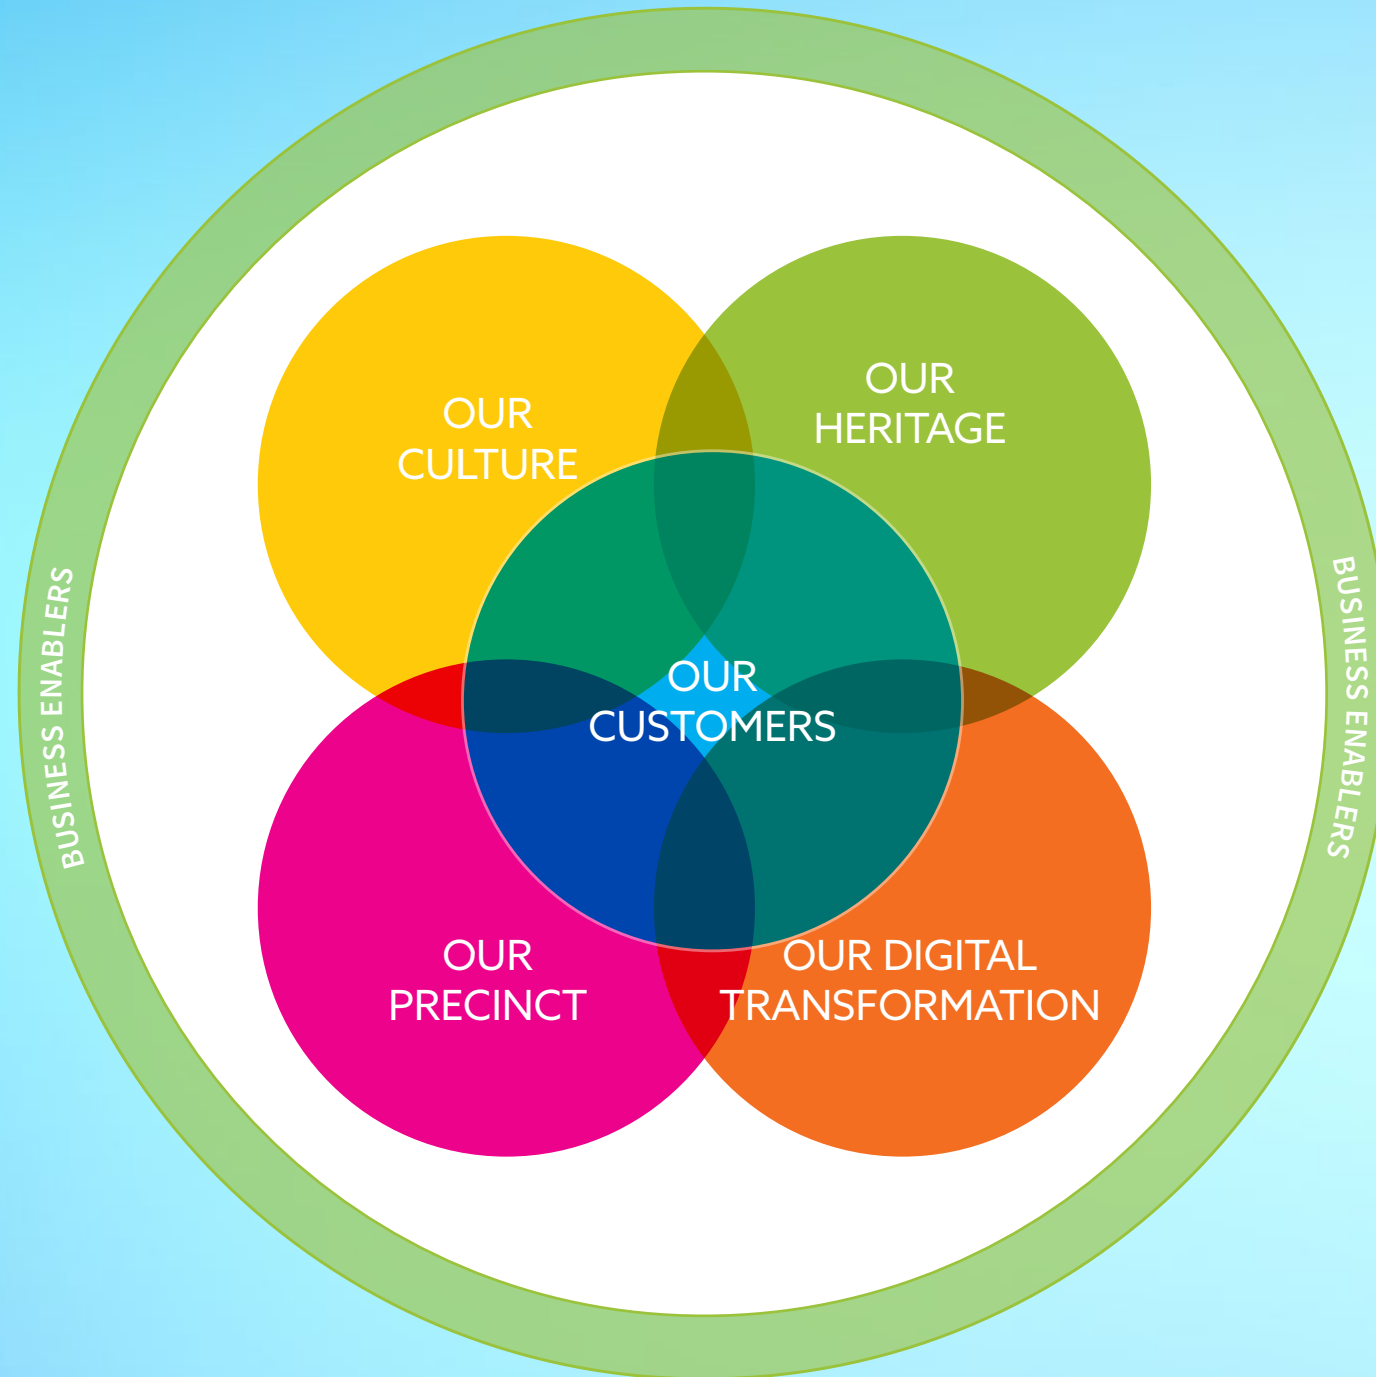 OUR
CULTURE
OUR
HERITAGE
BUSINESS ENABLERS
OUR
CUSTOMERS
BUSINESS ENABLERS
OUR
PRECINCT
OUR DIGITAL
TRANSFORMATION